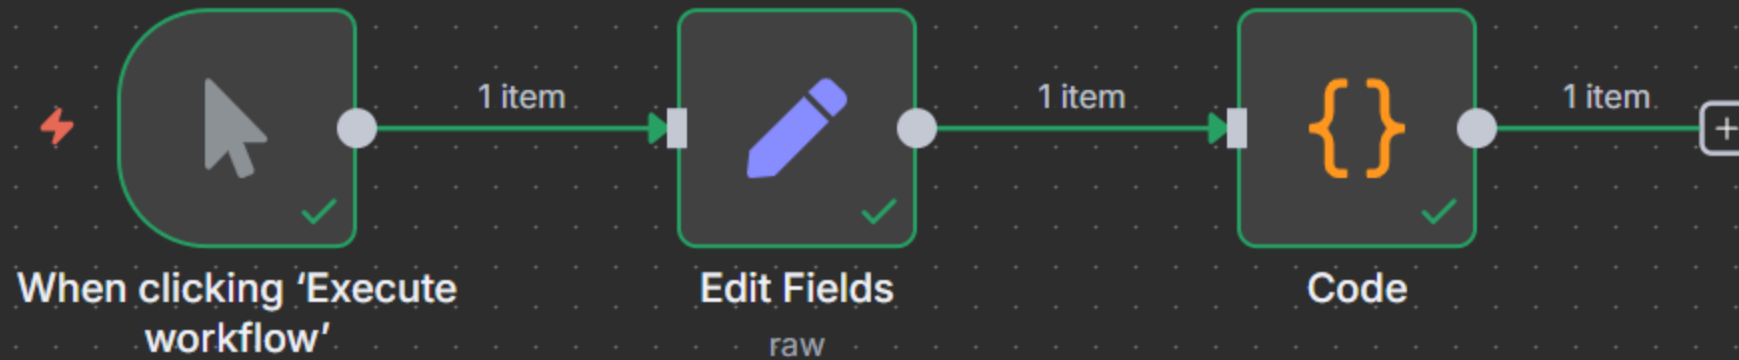 1 item
1 item
1 item
When clicking ‘Execute
workflow’
Edit Fields
raw
Code